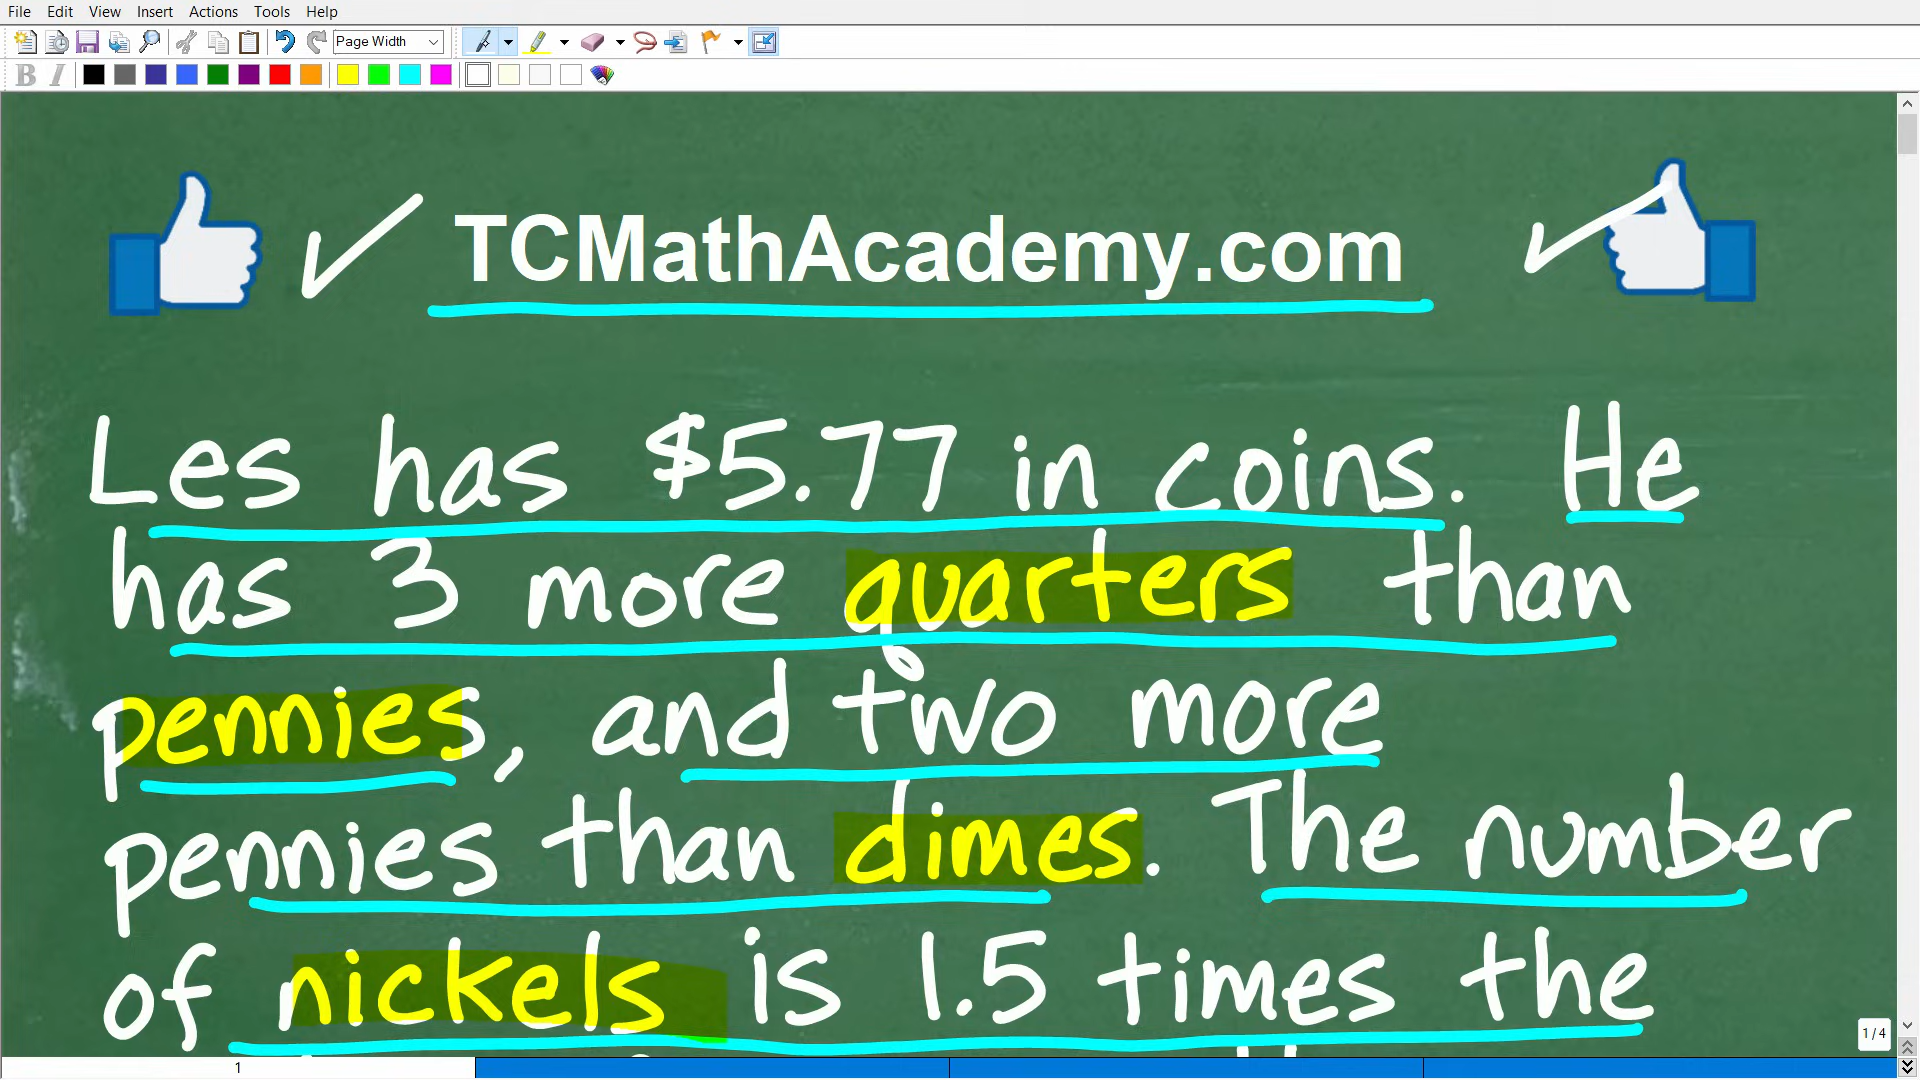 File Edit View Insert Actions Tools Help
Page Width
B I
TCMathAcademy.com
Les has $5.77 in coins. He
has 3 more quarters than
pennies, and two more
pennies than dimes. The number
of nickels is 1.5 times the
1 / 4
1